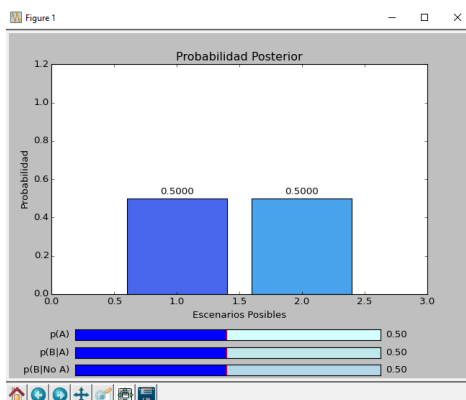 Figure 1
Probabilidad Posterior
1.2
1.0
0.8
0.6
0.4
0.2
0.0
Probabilidad
0.5000 0.5000
0.0 0.5 1.0 1.5 2.0 2.5 3.0
Escenarios Posibles
p(A) 0.50
p(B|A) 0.50
p(B|No A) 0.50